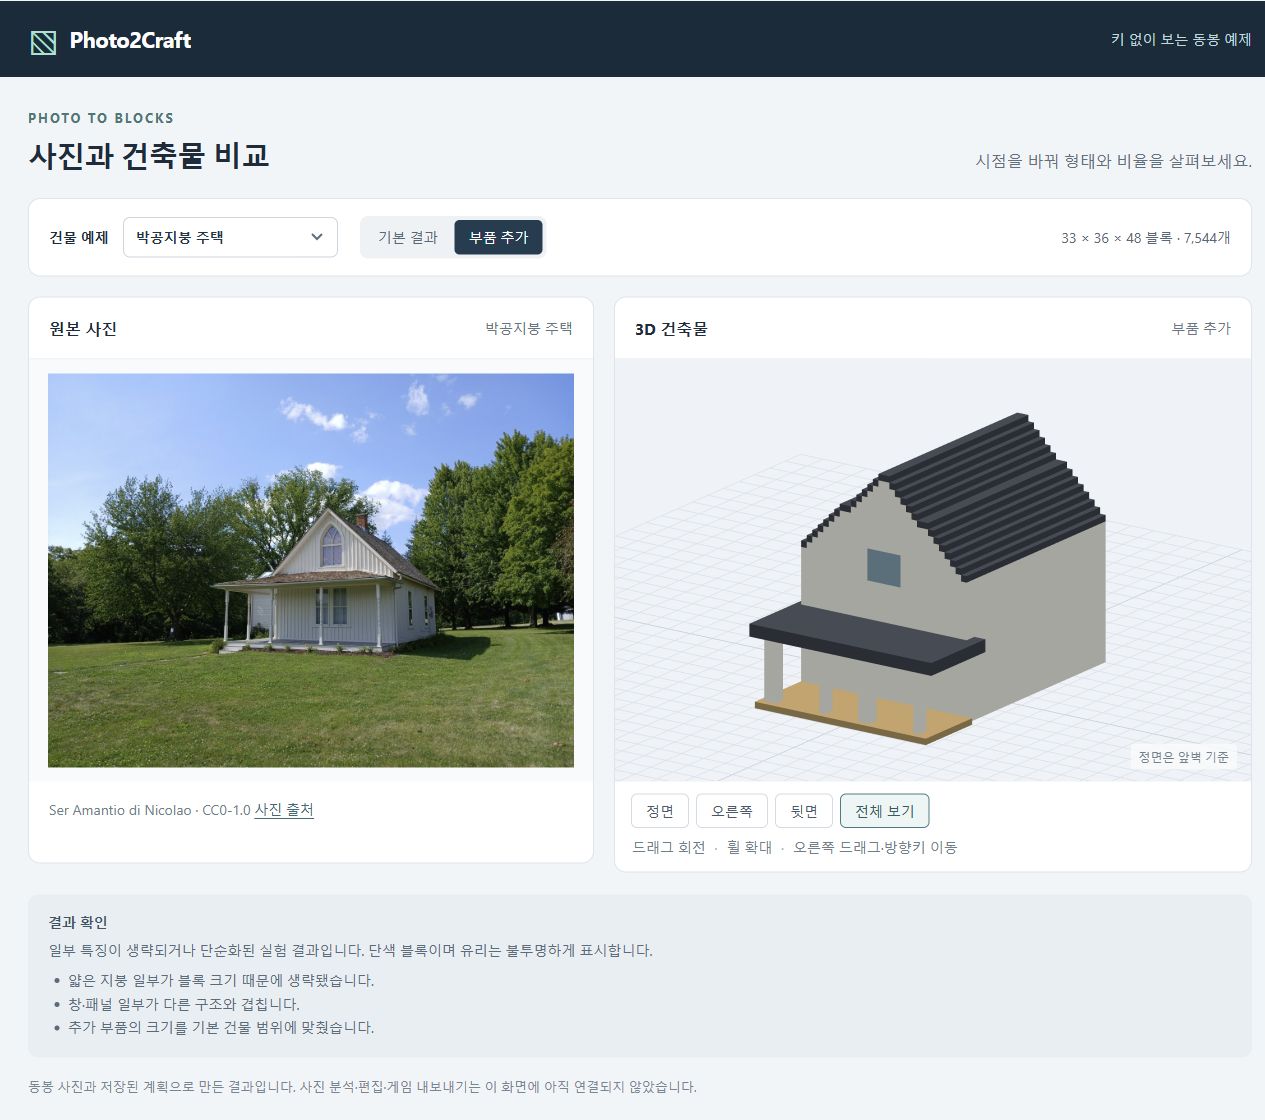 Photo2Craft
키 없이 보는 동봉 예제
PHOTO TO BLOCKS
사진과 건축물 비교
시점을 바꿔 형태와 비율을 살펴보세요.
건물 예제
박공지붕 주택
기본 결과
부품 추가
33 × 36 × 48 블록 · 7,544개
원본 사진
박공지붕 주택
3D 건축물
부품 추가
정면은 앞벽 기준
Ser Amantio di Nicolao · CC0-1.0 사진 출처
정면
오른쪽
뒷면
전체 보기
드래그 회전 · 휠 확대 · 오른쪽 드래그·방향키 이동
결과 확인
일부 특징이 생략되거나 단순화된 실험 결과입니다. 단색 블록이며 유리는 불투명하게 표시합니다.
• 얇은 지붕 일부가 블록 크기 때문에 생략됐습니다.
• 창·패널 일부가 다른 구조와 겹칩니다.
• 추가 부품의 크기를 기본 건물 범위에 맞췄습니다.
동봉 사진과 저장된 계획으로 만든 결과입니다. 사진 분석·편집·게임 내보내기는 이 화면에 아직 연결되지 않았습니다.